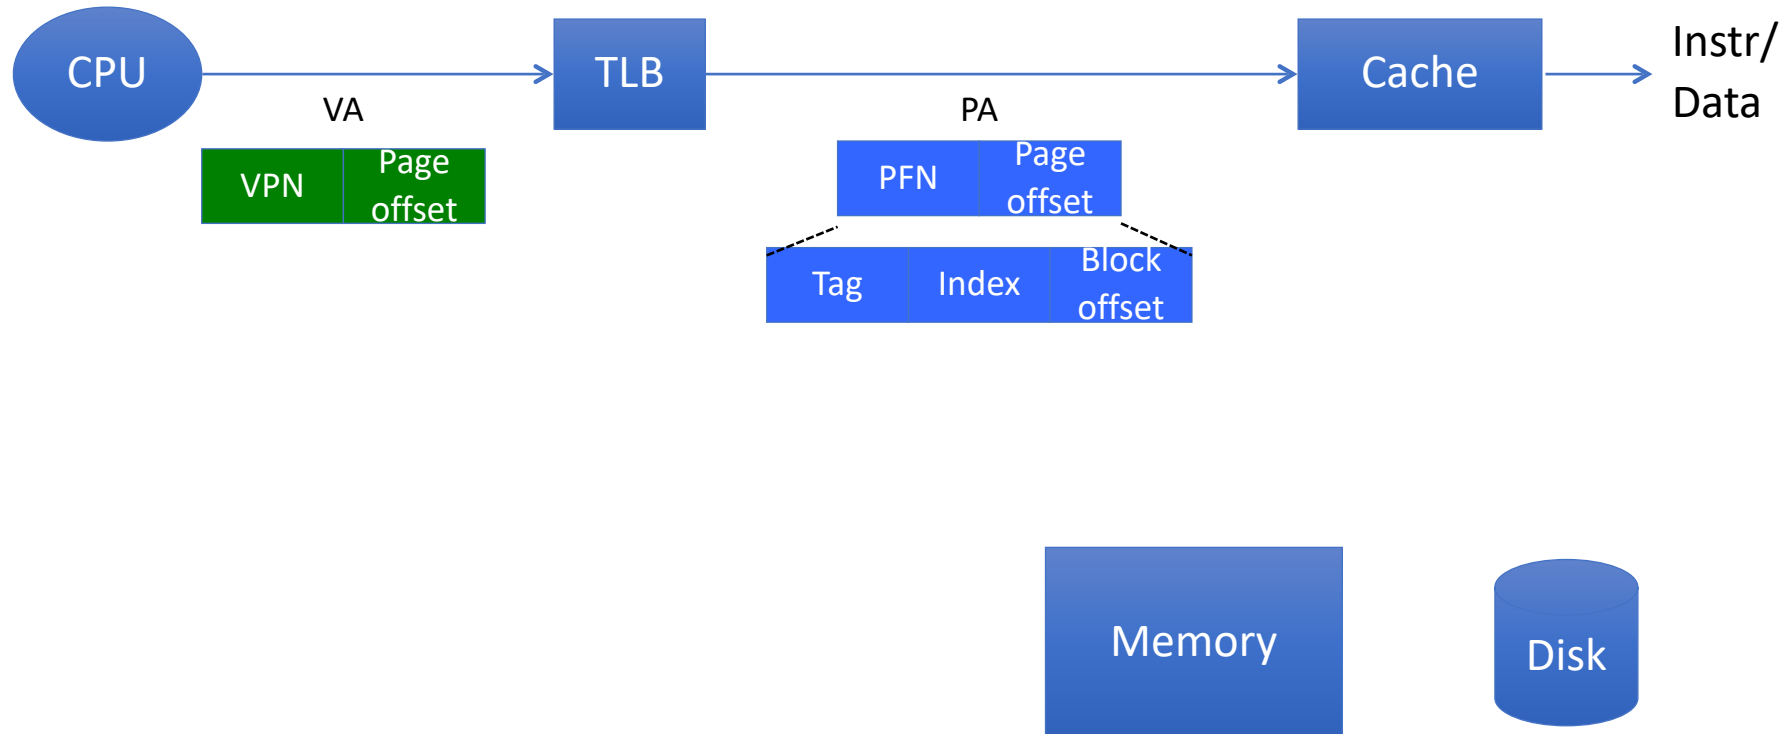 CPU
TLB
Cache
Instr/
Data
VA
PA
VPN
Page
offset
PFN
Page
offset
Tag
Index
Block
offset
Memory
Disk